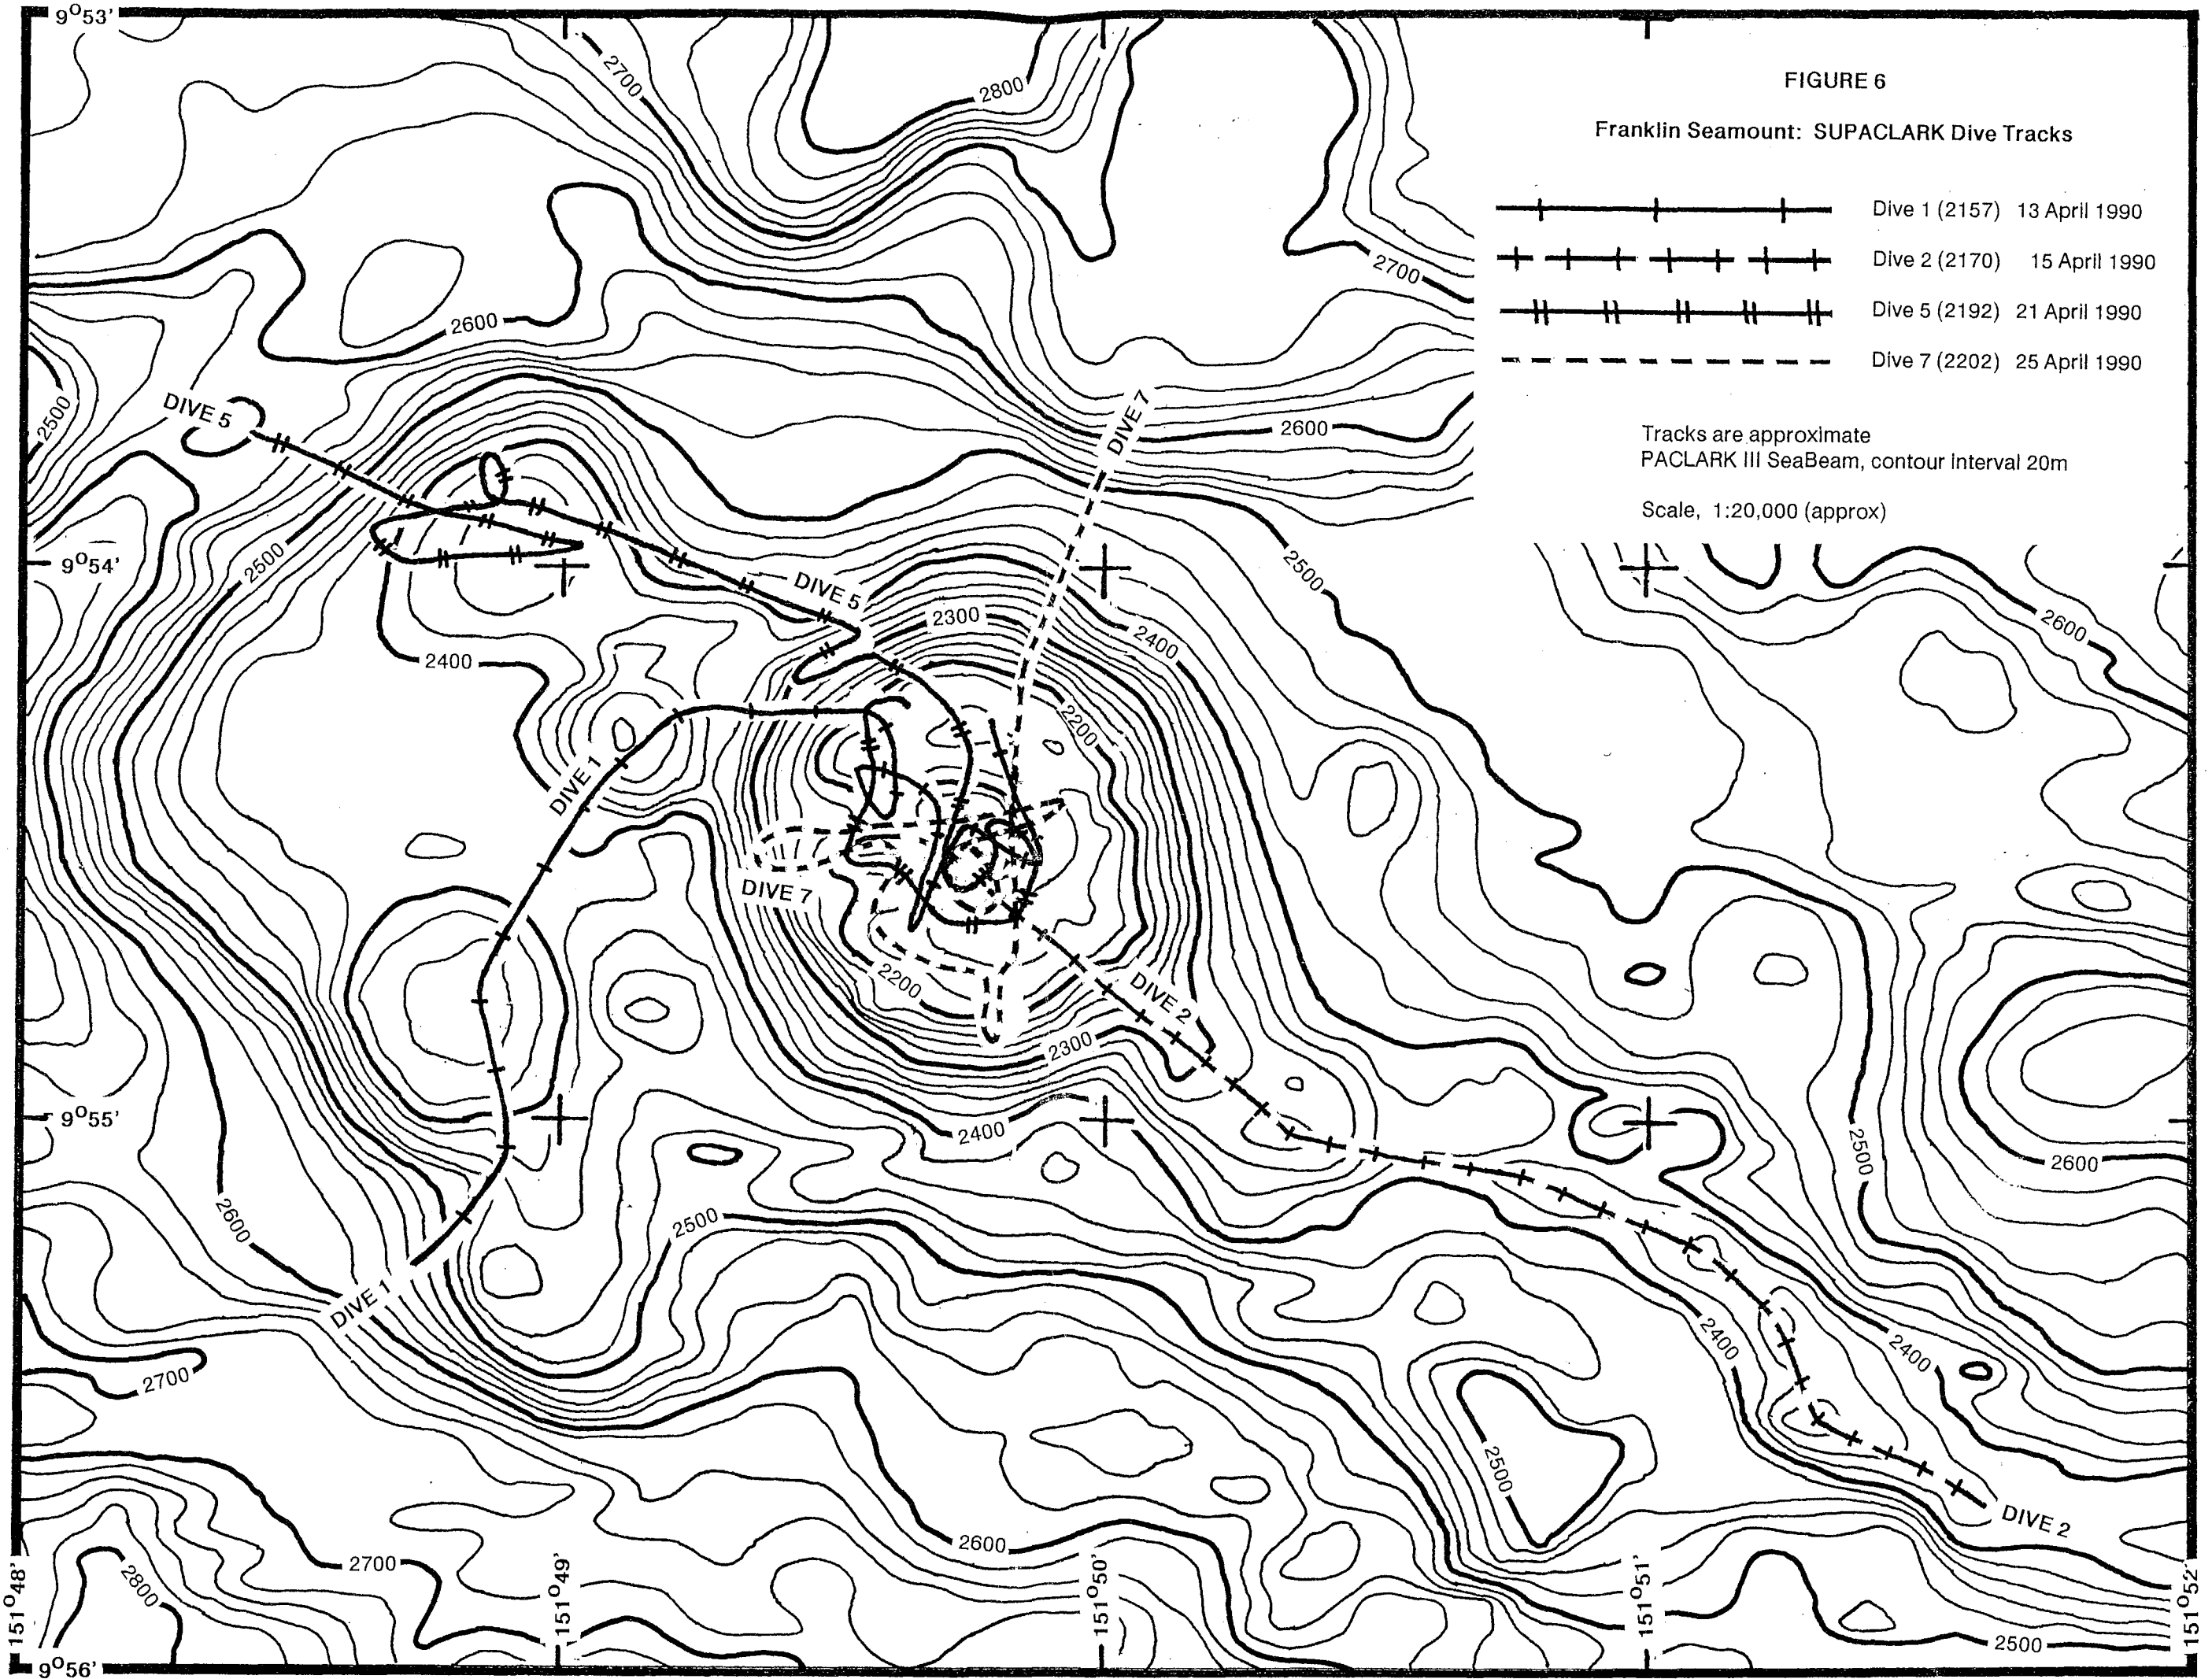 9°53'
FIGURE 6
Franklin Seamount: SUPACLARK Dive Tracks
Dive 1 (2157) 13 April 1990
Dive 2 (2170) 15 April 1990
Dive 5 (2192) 21 April 1990
Dive 7 (2202) 25 April 1990
Tracks are approximate
PACLARK III SeaBeam, contour interval 20m
Scale, 1:20,000 (approx)
2700
2800
2700
2600
2500
DIVE 5
DIVE 7
2600
9°54'
2500
DIVE 5
2500
2300
2400
2600
2400
2200
DIVE 1
DIVE 7
2200
DIVE 2
2300
9°55'
2400
2500
2600
2600
2500
DIVE 1
2400
2400
2700
2500
DIVE 2
2600
2700
2800
2500
151°48'
151°49'
151°50'
151°51'
151°52'
9°56'